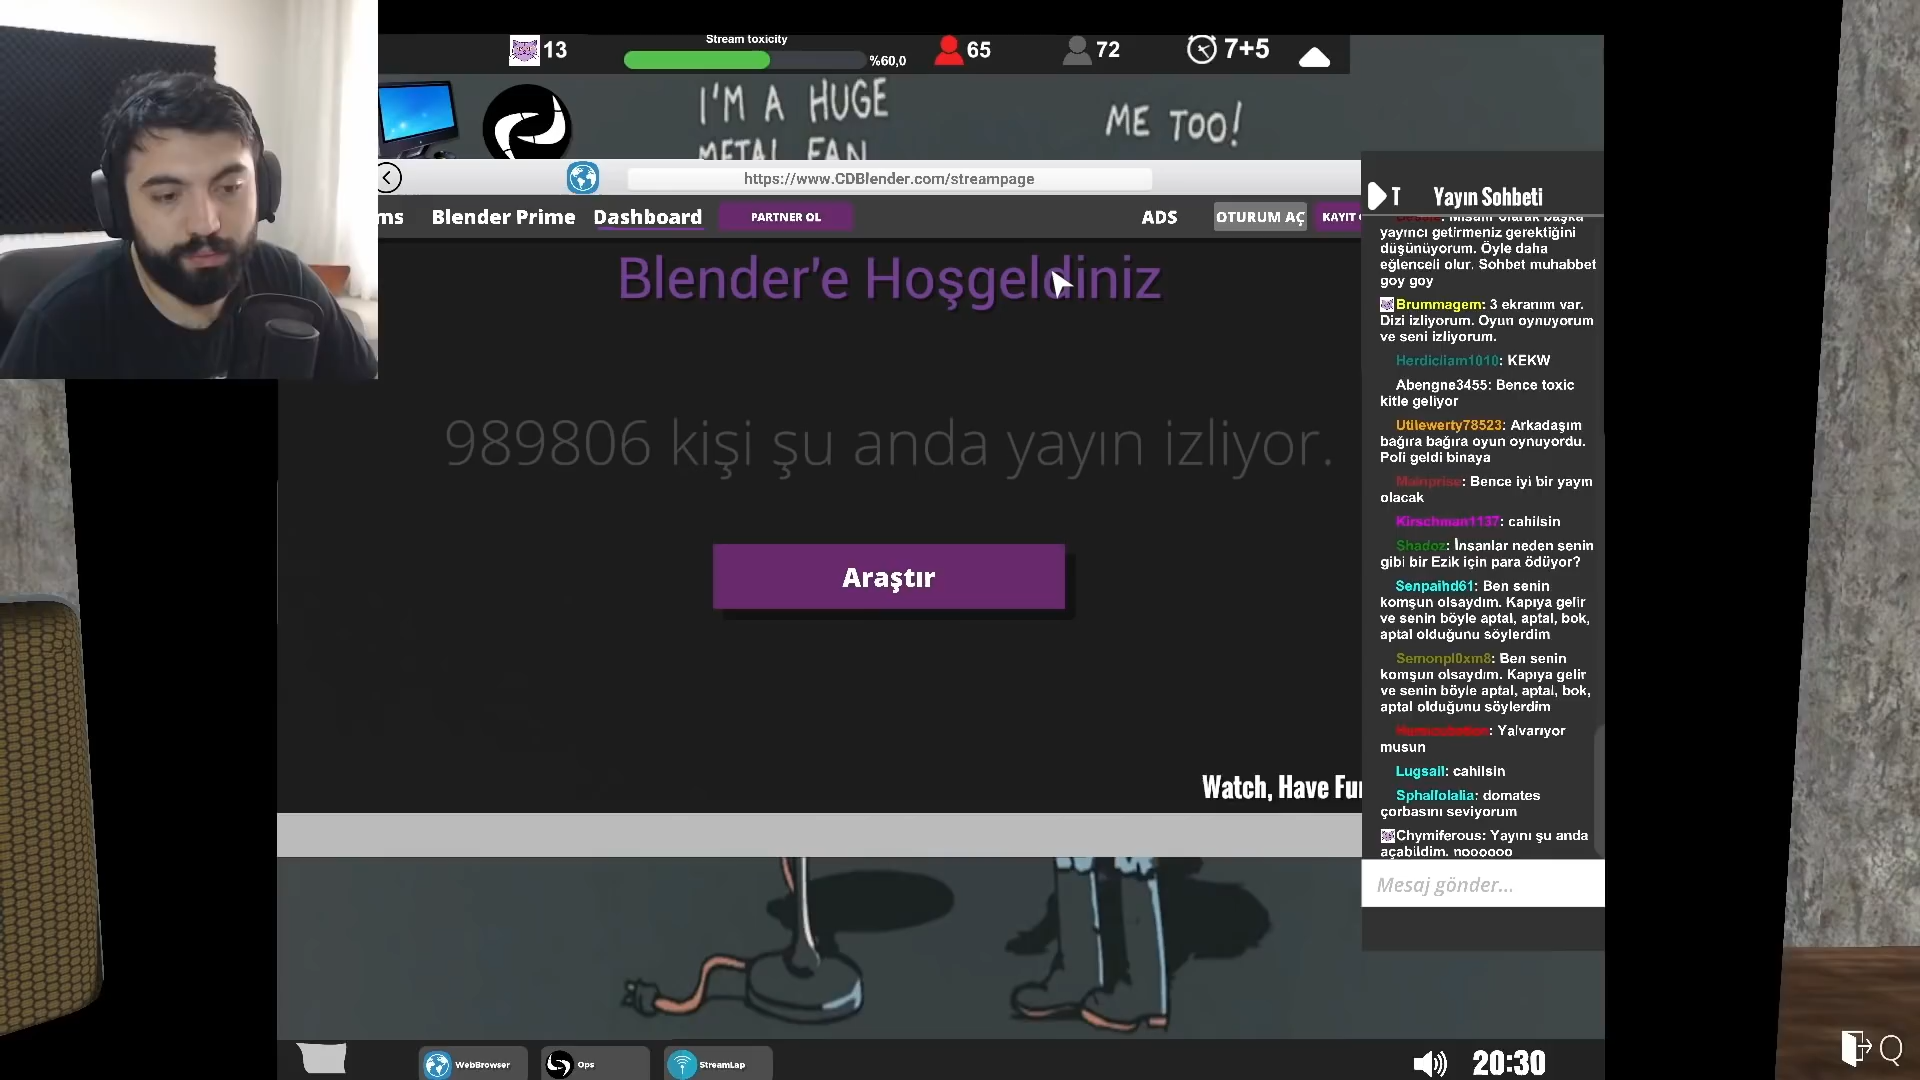 13
Stream toxicity
%60,0
65
72
7+5
I'M A HUGE
METAL FAN
ME TOO!
https://www.CDBlender.com/streampage
ms
Blender Prime
Dashboard
PARTNER OL
ADS
OTURUM AÇ
KAYIT
Blender'e Hoşgeldiniz
989806 kişi şu anda yayın izliyor.
Araştır
Watch, Have Fu
T Yayın Sohbeti
: Misafir olarak başka
yayıncı getirmeniz gerektiğini
düşünüyorum. Öyle daha
eğlenceli olur. Sohbet muhabbet
goy goy
Brummagem: 3 ekranım var.
Dizi izliyorum. Oyun oynuyorum
ve seni izliyorum.
Herdiciiam1010: KEKW
Abengne3455: Bence toxic
kitle geliyor
Utilewerty78523: Arkadaşım
bağıra bağıra oyun oynuyordu.
Poli geldi binaya
Mainprise: Bence iyi bir yayın
olacak
Kirschman1137: cahilsin
Shadoz: İnsanlar neden senin
gibi bir Ezik için para ödüyor?
Senpaihd61: Ben senin
komşun olsaydım. Kapıya gelir
ve senin böyle aptal, aptal, bok,
aptal olduğunu söylerdim
Semonpl0xm8: Ben senin
komşun olsaydım. Kapıya gelir
ve senin böyle aptal, aptal, bok,
aptal olduğunu söylerdim
: Yalvarıyor
musun
Lugsail: cahilsin
Sphallolalia: domates
çorbasını seviyorum
Chymiferous: Yayını şu anda
açabildim. noooooo
Mesaj gönder...
WebBrowser
Ops
StreamLap
20:30
Q